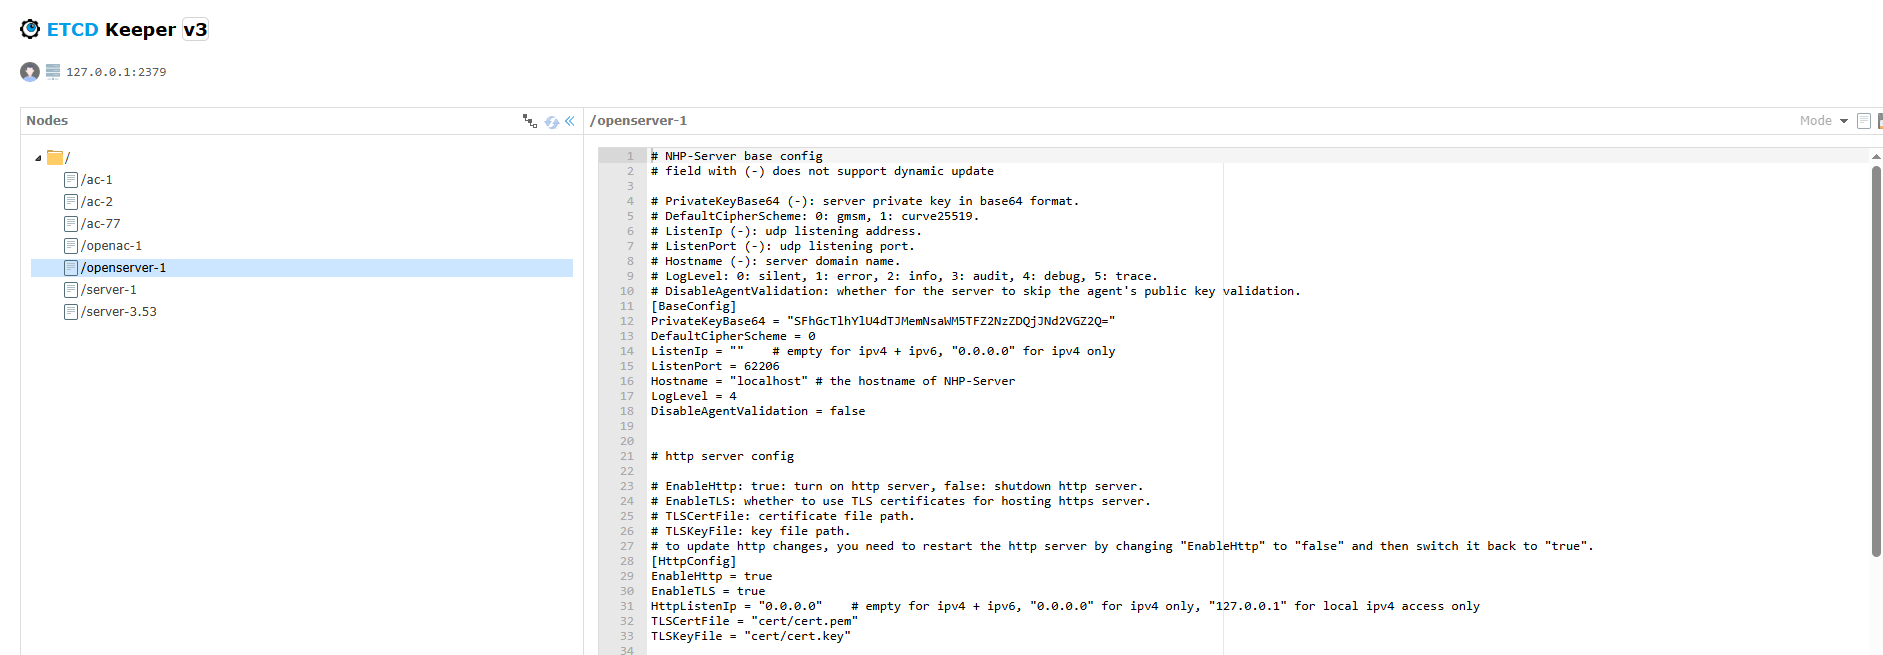 ETCD Keeper v3
127.0.0.1:2379
Nodes
/
/ac-1
/ac-2
/ac-77
/openac-1
/openserver-1
/server-1
/server-3.53
/openserver-1
Mode
1 # NHP-Server base config
2 # field with (-) does not support dynamic update
3
4 # PrivateKeyBase64 (-): server private key in base64 format.
5 # DefaultCipherScheme: 0: gmsm, 1: curve25519.
6 # ListenIp (-): udp listening address.
7 # ListenPort (-): udp listening port.
8 # Hostname (-): server domain name.
9 # LogLevel: 0: silent, 1: error, 2: info, 3: audit, 4: debug, 5: trace.
10 # DisableAgentValidation: whether for the server to skip the agent's public key validation.
11 [BaseConfig]
12 PrivateKeyBase64 = "SFhGcTlhYlU4dTJMemNsaWM5TFZ2NzZDQjJNd2VGZ2Q="
13 DefaultCipherScheme = 0
14 ListenIp = ""    # empty for ipv4 + ipv6, "0.0.0.0" for ipv4 only
15 ListenPort = 62206
16 Hostname = "localhost" # the hostname of NHP-Server
17 LogLevel = 4
18 DisableAgentValidation = false
19
20
21 # http server config
22
23 # EnableHttp: true: turn on http server, false: shutdown http server.
24 # EnableTLS: whether to use TLS certificates for hosting https server.
25 # TLSCertFile: certificate file path.
26 # TLSKeyFile: key file path.
27 # to update http changes, you need to restart the http server by changing "EnableHttp" to "false" and then switch it back to "true".
28 [HttpConfig]
29 EnableHttp = true
30 EnableTLS = true
31 HttpListenIp = "0.0.0.0"    # empty for ipv4 + ipv6, "0.0.0.0" for ipv4 only, "127.0.0.1" for local ipv4 access only
32 TLSCertFile = "cert/cert.pem"
33 TLSKeyFile = "cert/cert.key"
34